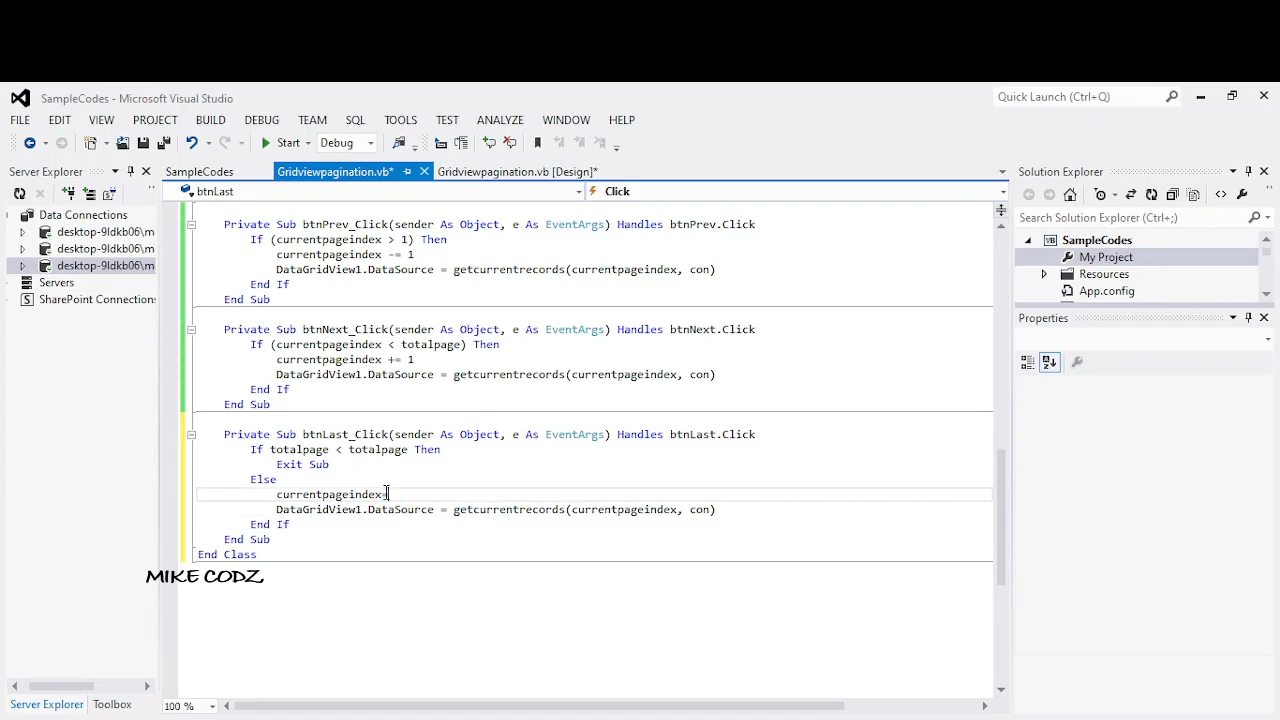 SampleCodes - Microsoft Visual Studio
Quick Launch (Ctrl+Q)
FILE EDIT VIEW PROJECT BUILD DEBUG TEAM SQL TOOLS TEST ANALYZE WINDOW HELP
Start Debug
Server Explorer
SampleCodes Gridviewpagination.vb* Gridviewpagination.vb [Design]*
Solution Explorer
btnLast Click
Search Solution Explorer (Ctrl+;)
Data Connections
desktop-9ldkb06\m
desktop-9ldkb06\m
desktop-9ldkb06\m
Servers
SharePoint Connections
Private Sub btnPrev_Click(sender As Object, e As EventArgs) Handles btnPrev.Click
If (currentpageindex > 1) Then
currentpageindex -= 1
DataGridView1.DataSource = getcurrentrecords(currentpageindex, con)
End If
End Sub
Private Sub btnNext_Click(sender As Object, e As EventArgs) Handles btnNext.Click
If (currentpageindex < totalpage) Then
currentpageindex += 1
DataGridView1.DataSource = getcurrentrecords(currentpageindex, con)
End If
End Sub
Private Sub btnLast_Click(sender As Object, e As EventArgs) Handles btnLast.Click
If totalpage < totalpage Then
Exit Sub
Else
currentpageindex=
DataGridView1.DataSource = getcurrentrecords(currentpageindex, con)
End If
End Sub
End Class
MIKE CODZ,
SampleCodes
My Project
Resources
App.config
Properties
100 %
Server Explorer Toolbox